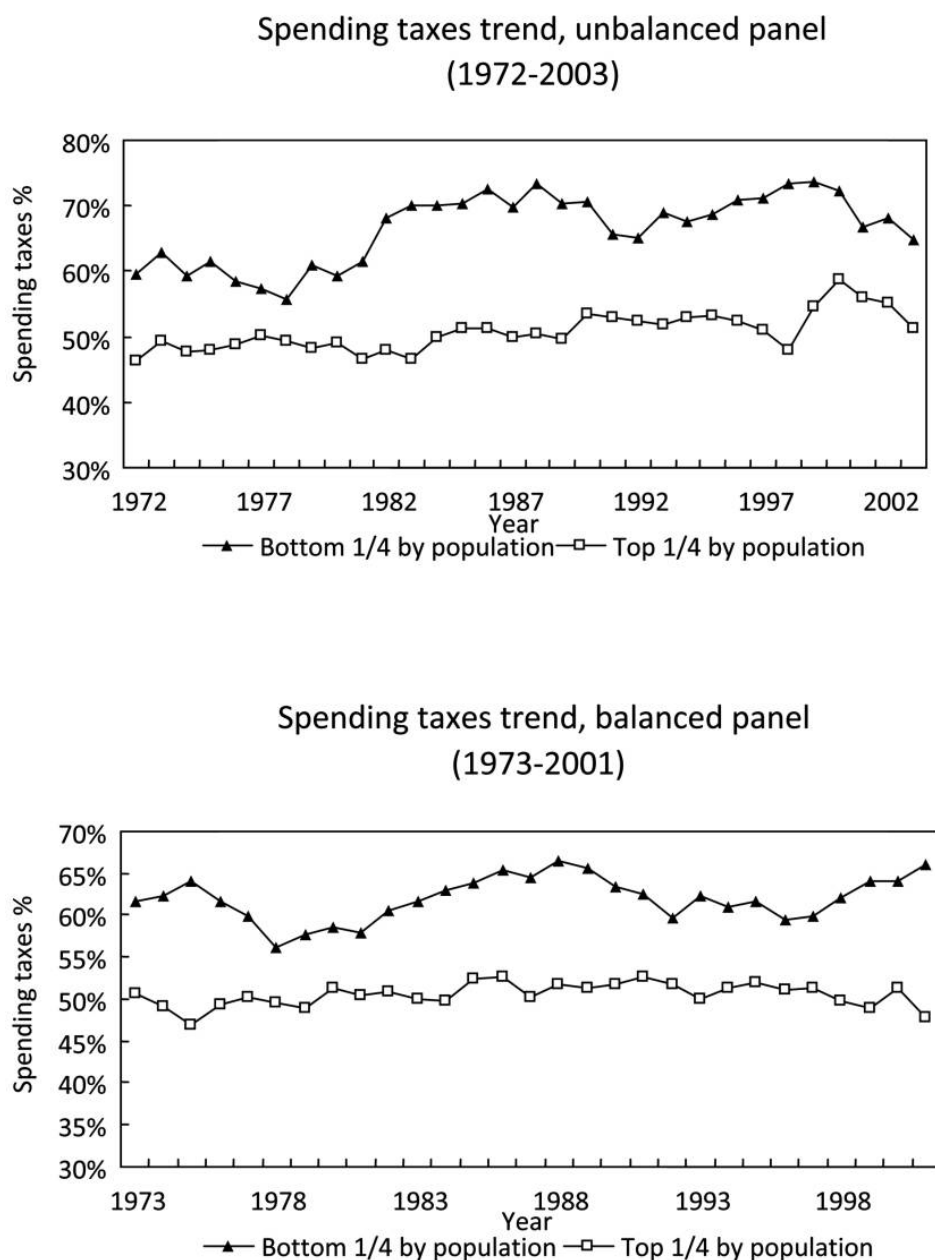 Spending taxes trend, unbalanced panel
(1972-2003)
Spending taxes %
80%
70%
60%
50%
40%
30%
1972 1977 1982 1987 1992 1997 2002
Year
Bottom 1/4 by population Top 1/4 by population
Spending taxes trend, balanced panel
(1973-2001)
Spending taxes %
70%
65%
60%
55%
50%
45%
40%
35%
30%
1973 1978 1983 1988 1993 1998
Year
Bottom 1/4 by population Top 1/4 by population